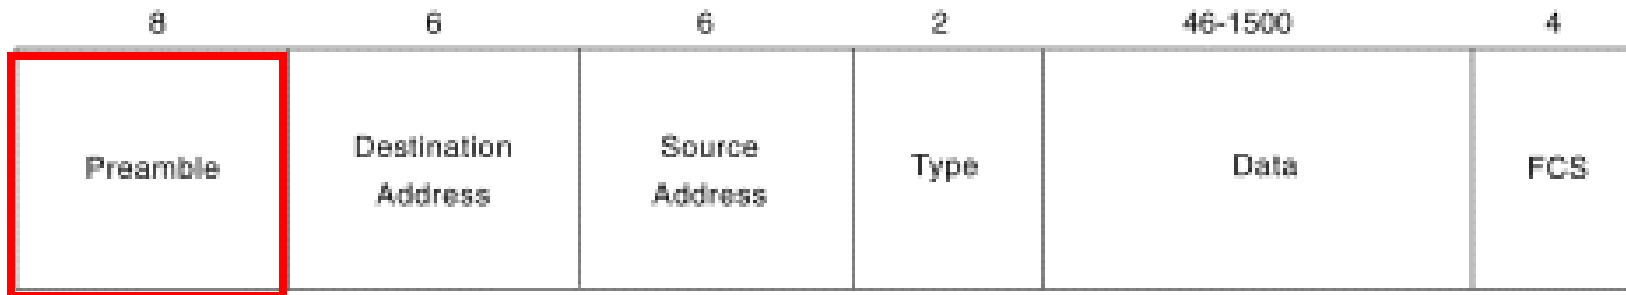 8 6 6 2 46-1500 4
Preamble Destination Address Source Address Type Data FCS